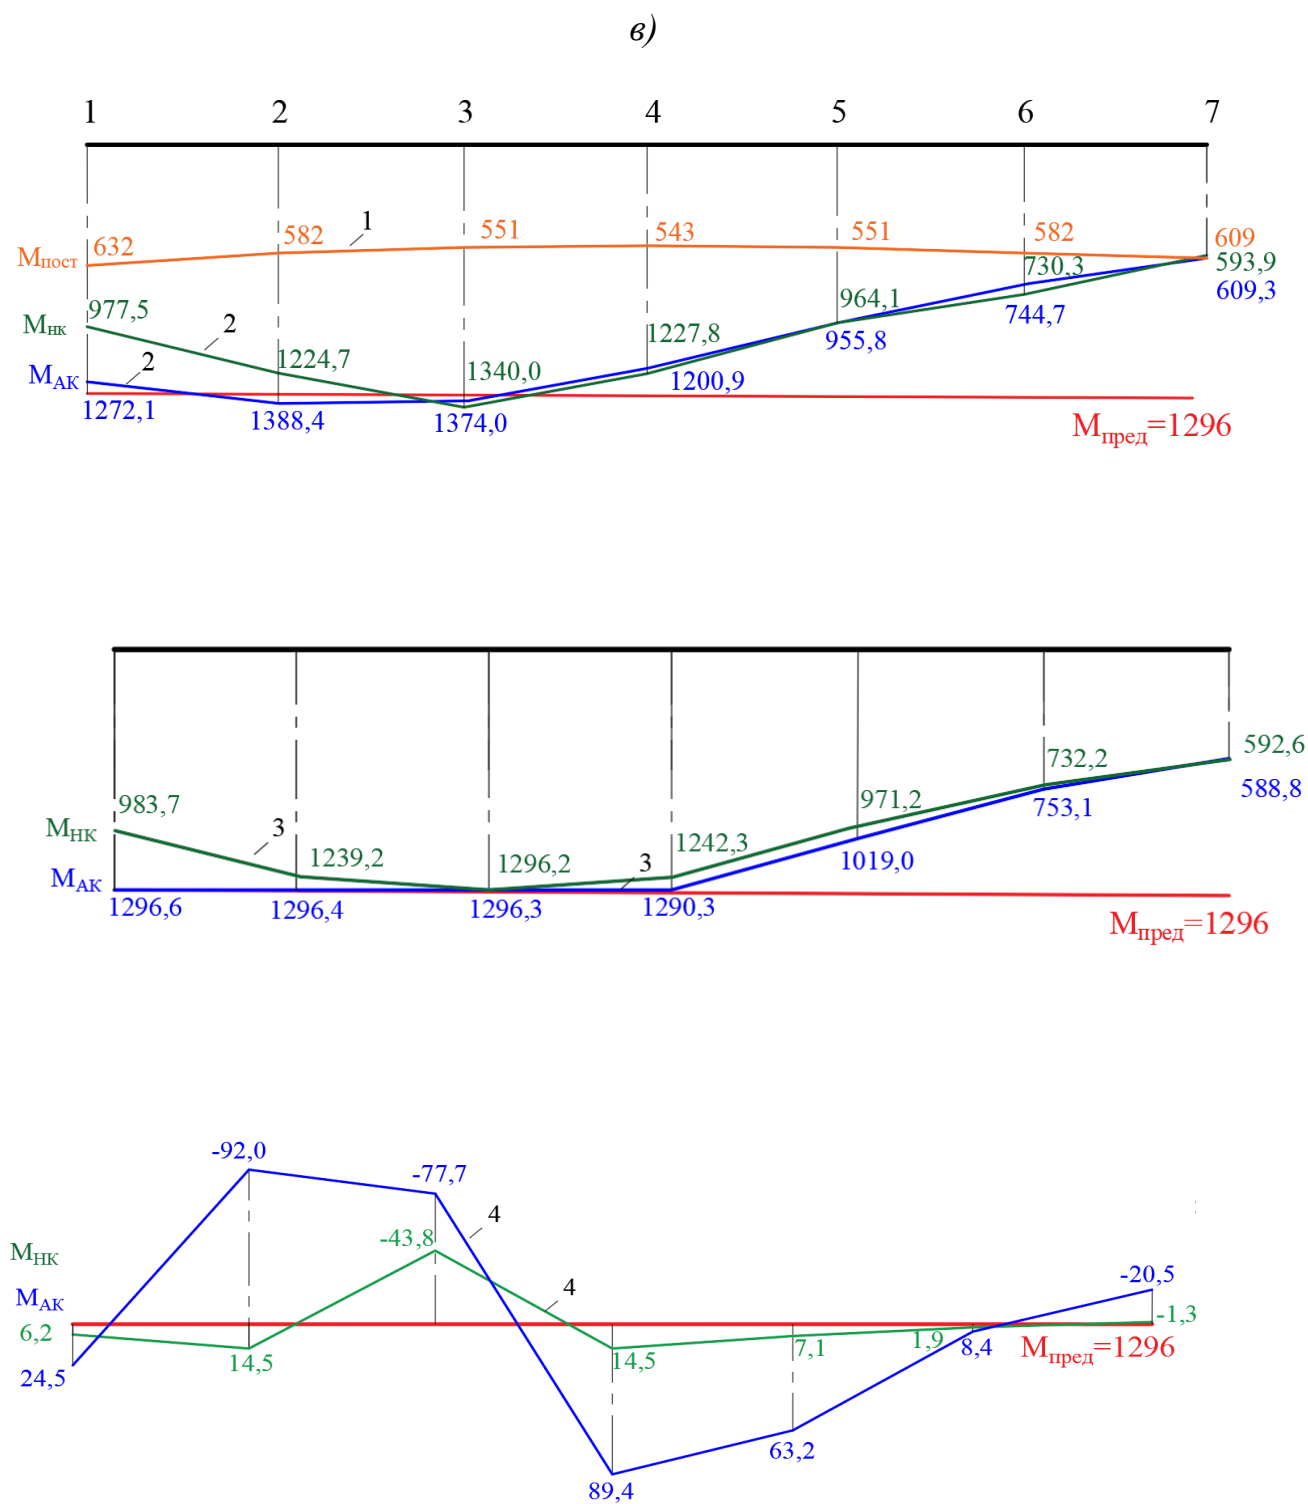 в)
1 2 3 4 5 6 7
1
632 582 551 543 551 582 609
Мпост
730,3 593,9
977,5 964,1 609,3
Мнк 2 1227,8 744,7
2 1224,7 955,8
МАК 1340,0 1200,9
1272,1 1388,4 1374,0
Мпред=1296
592,6
732,2
588,8
983,7 971,2 753,1
МНК 3 1242,3
1239,2 1296,2 3 1019,0
МАК
1296,6 1296,4 1296,3 1290,3
Мпред=1296
-92,0
-77,7
4
-43,8
МНК
4 -20,5
МАК
6,2 -1,3
14,5 14,5 7,1 1,9 8,4 Мпред=1296
24,5
63,2
89,4